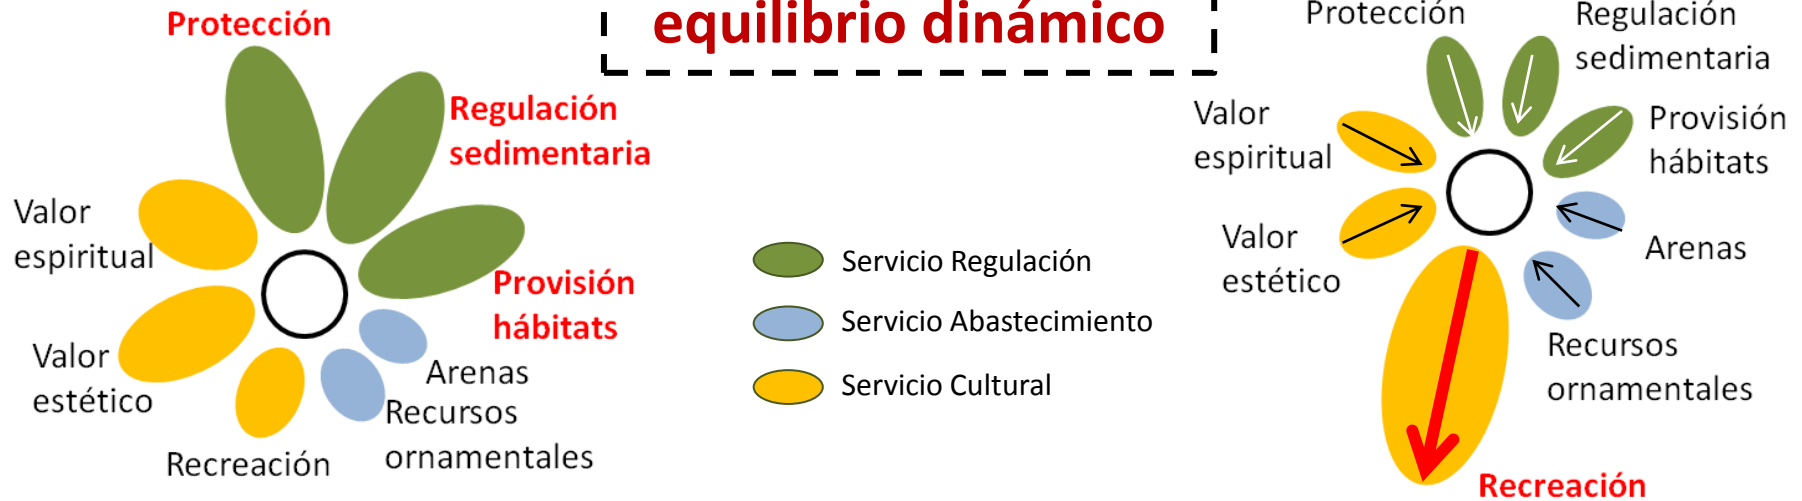 equilibrio dinámico
Protección
Regulación
sedimentaria
Valor
espiritual
Provisión
hábitats
Valor
estético
Arenas
Recursos
ornamentales
Recreación
Servicio Regulación
Servicio Abastecimiento
Servicio Cultural
Protección
Regulación
sedimentaria
Valor
espiritual
Provisión
hábitats
Valor
estético
Arenas
Recursos
ornamentales
Recreación